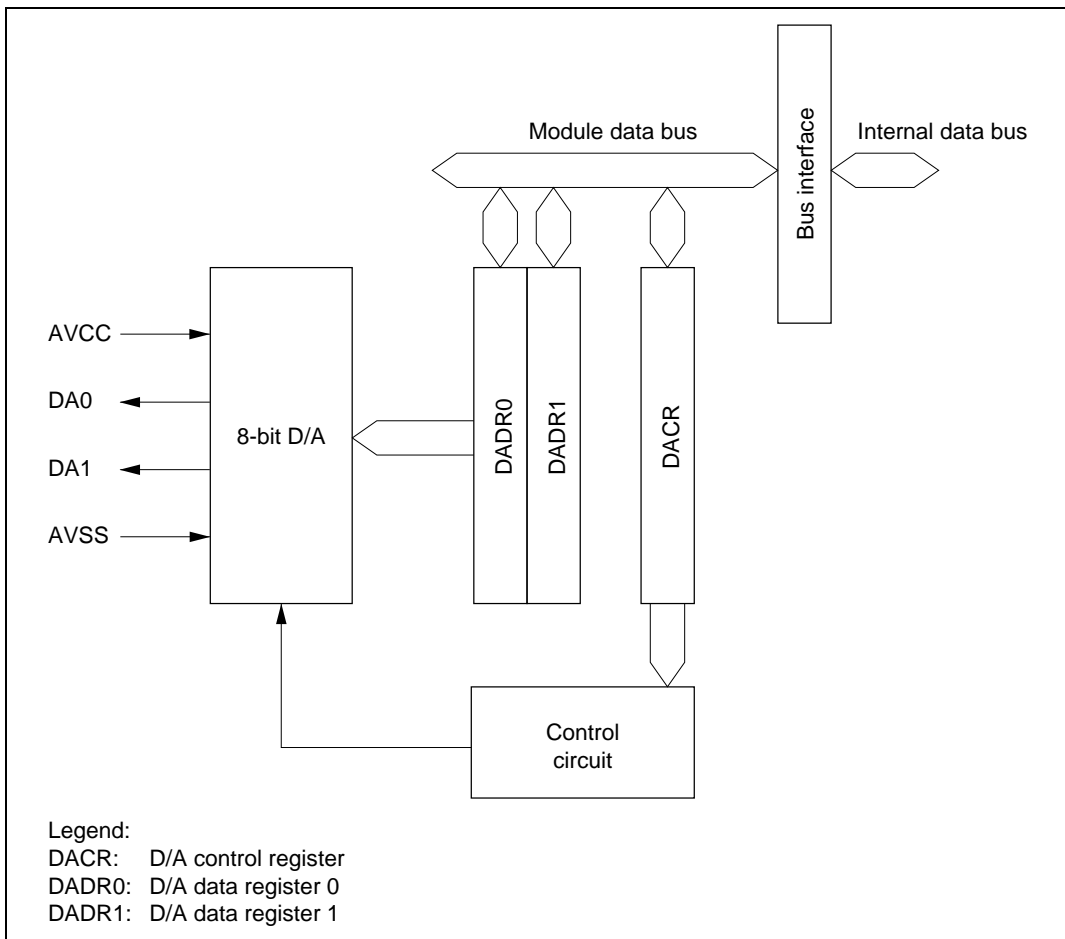 Module data bus
Internal data bus
Bus interface
AVCC
DA0
8-bit D/A
DA1
AVSS
DADR0
DADR1
DACR
Control
circuit
Legend:
DACR: D/A control register
DADR0: D/A data register 0
DADR1: D/A data register 1